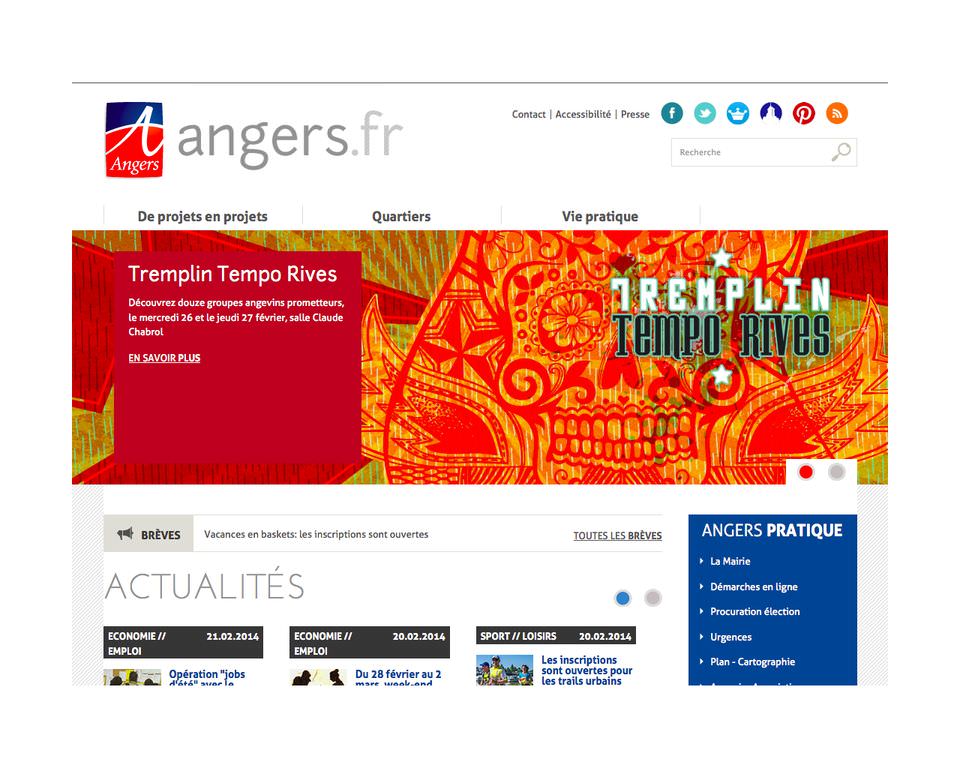 Angers
angers.fr
Contact | Accessibilité | Presse
Recherche
De projets en projets
Quartiers
Vie pratique
Tremplin Tempo Rives
Découvrez douze groupes angevins prometteurs,
le mercredi 26 et le jeudi 27 février, salle Claude
Chabrol
EN SAVOIR PLUS
TREMPLIN
TEMPO RIVES
BRÈVES
Vacances en baskets: les inscriptions sont ouvertes
TOUTES LES BRÈVES
ACTUALITÉS
ECONOMIE // 21.02.2014
EMPLOI
Opération "jobs
d'été" avec le
ECONOMIE // 20.02.2014
EMPLOI
Du 28 février au 2
mars, week-end
SPORT // LOISIRS 20.02.2014
Les inscriptions
sont ouvertes pour
les trails urbains
ANGERS PRATIQUE
La Mairie
Démarches en ligne
Procuration élection
Urgences
Plan - Cartographie